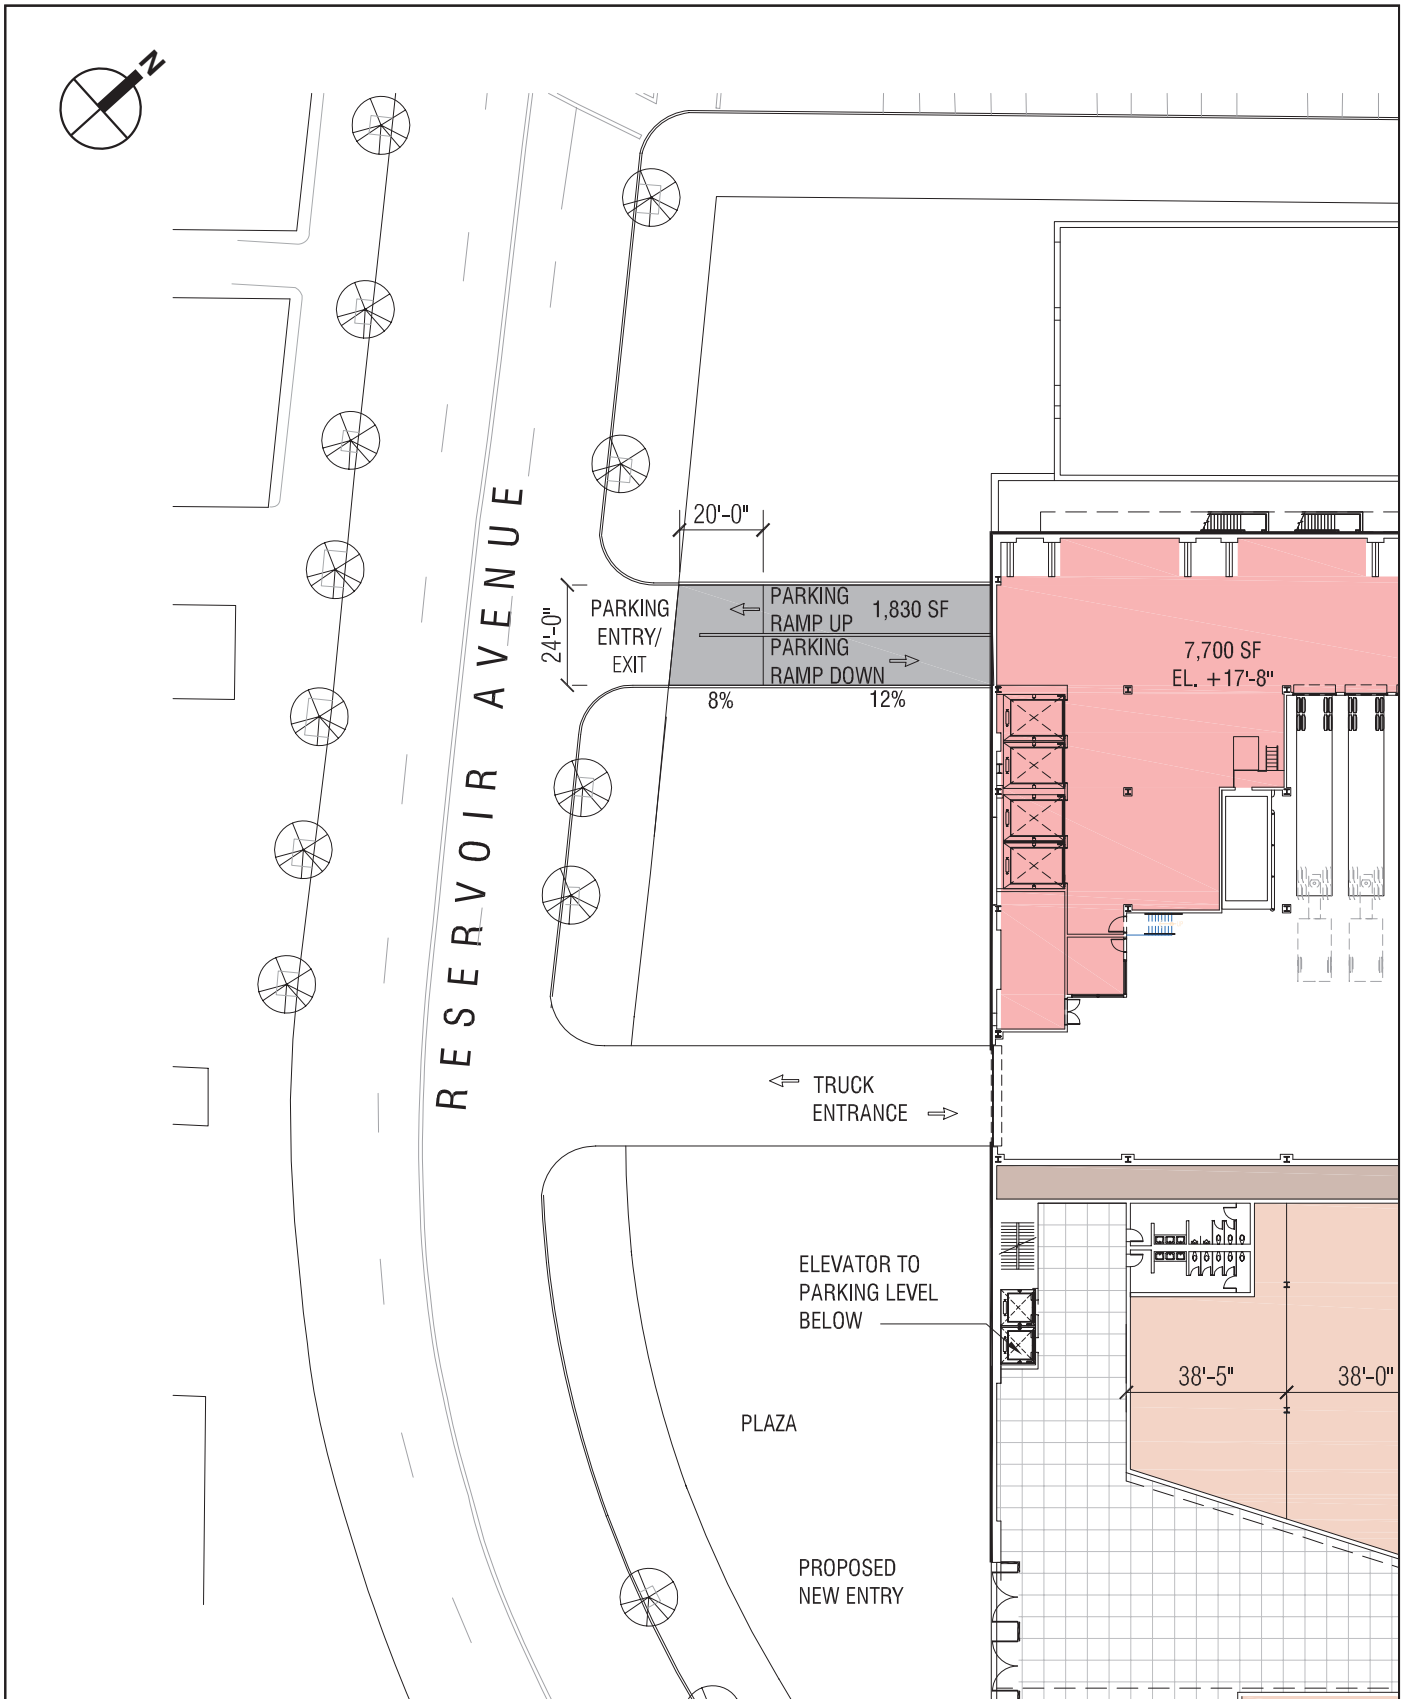 N
RESERVOIR AVENUE
20'-0"
24'-0"
PARKING
ENTRY/
EXIT
PARKING
RAMP UP
1,830 SF
PARKING
RAMP DOWN
8%
12%
7,700 SF
EL. +17'-8"
TRUCK
ENTRANCE
ELEVATOR TO
PARKING LEVEL
BELOW
38'-5"
38'-0"
PLAZA
PROPOSED
NEW ENTRY